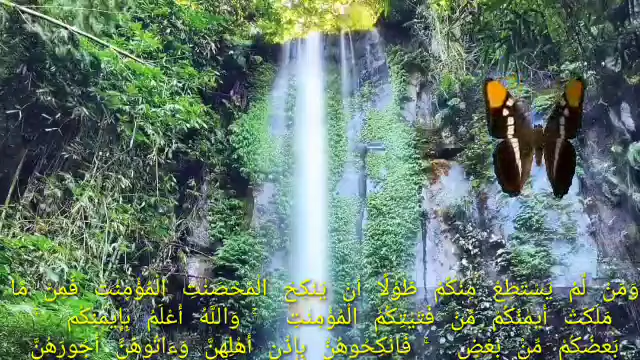 وَمَن لَّمْ يَسْتَطِعْ مِنكُمْ طَوْلًا أَن يَنكِحَ الْمُحْصَنَٰتِ الْمُؤْمِنَٰتِ فَمِن مَّا
مَلَكَتْ أَيْمَٰنُكُم مِّن فَتَيَٰتِكُمُ الْمُؤْمِنَٰتِ ۚ وَاللَّهُ أَعْلَمُ بِإِيمَٰنِكُم ۚ
بَعْضُكُم مِّن بَعْضٍ ۚ فَانكِحُوهُنَّ بِإِذْنِ أَهْلِهِنَّ وَءَاتُوهُنَّ أُجُورَهُنَّ